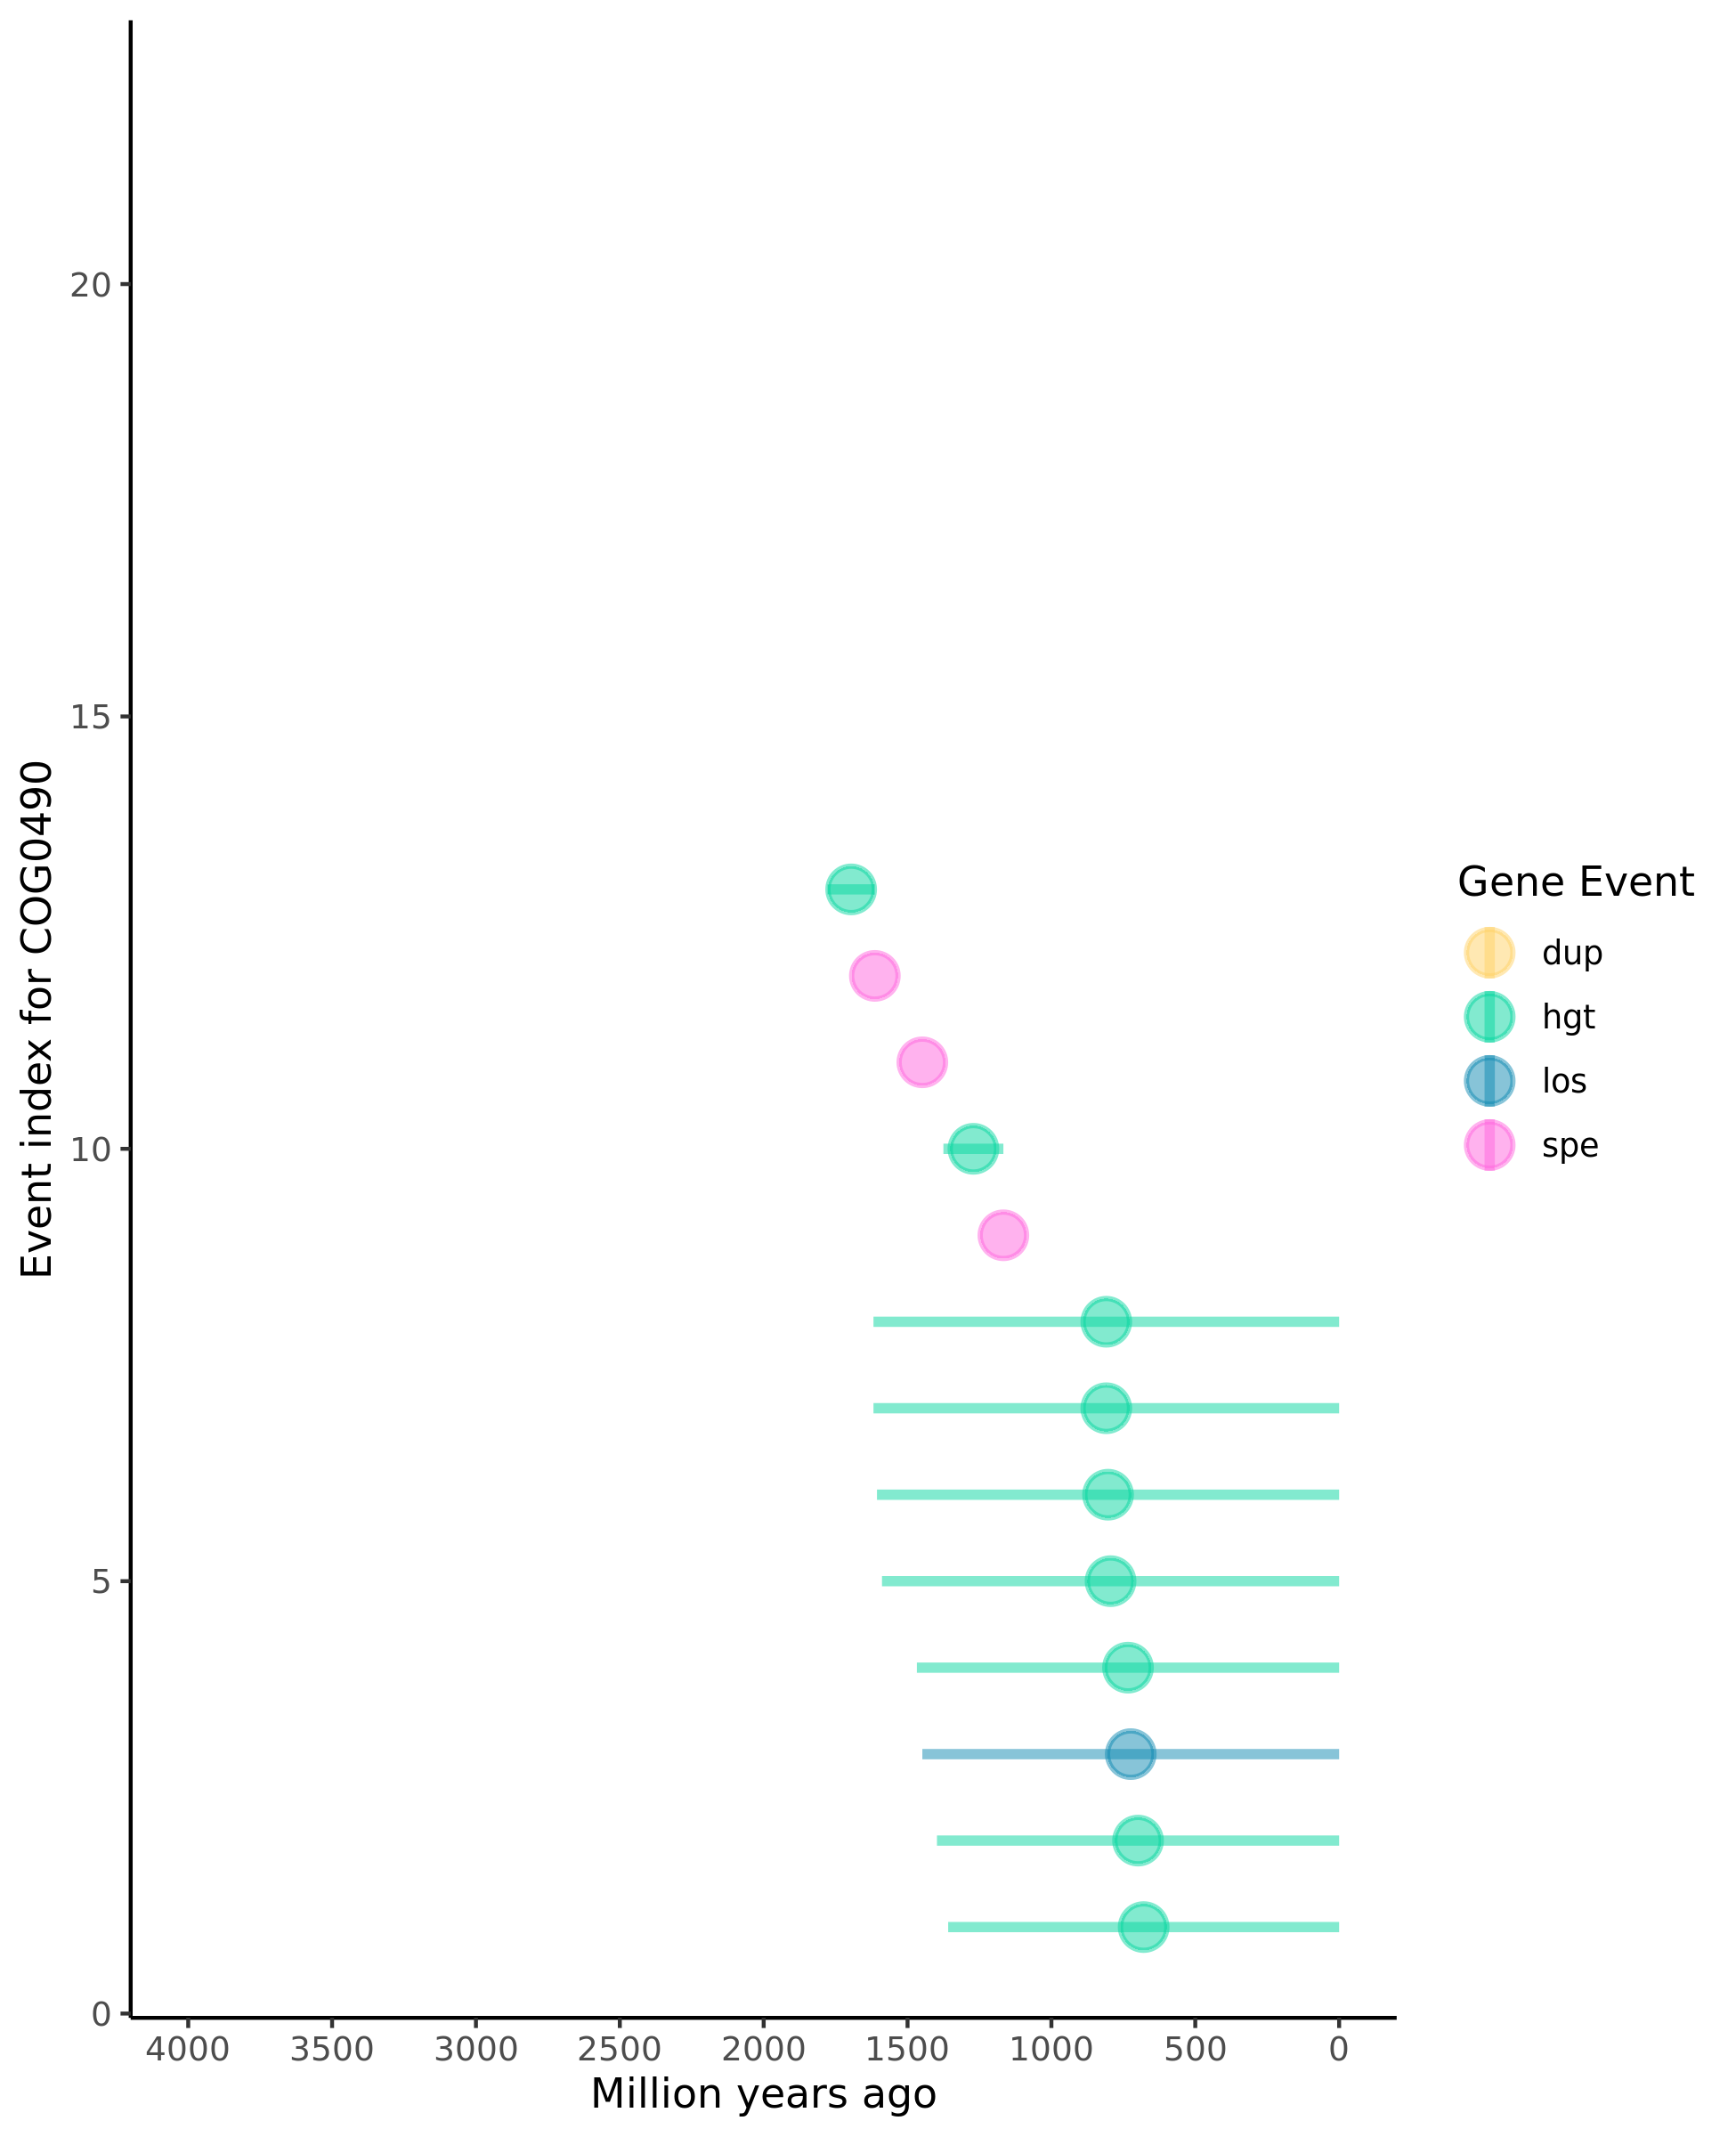 Event index for COG0490
20
15
10
5
0
4000 3500 3000 2500 2000 1500 1000 500 0
Million years ago
Gene Event
dup
hgt
los
spe